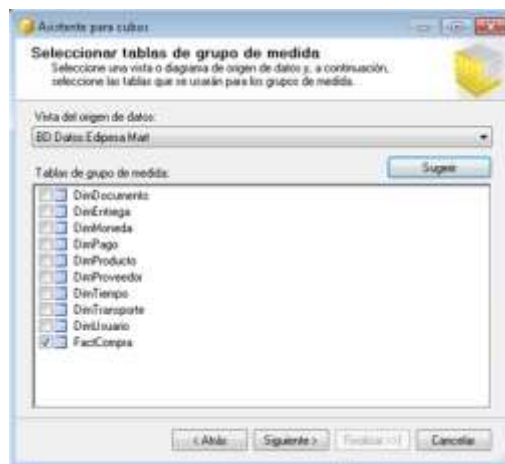 Asistente para cubos
Seleccionar tablas de grupo de medida
Seleccione una vista o diagrama de origen de datos y, a continuación,
seleccione las tablas que se usarán para los grupos de medida.
Vista del origen de datos:
BD Datos Edipesa Mart
Tablas de grupo de medida:
Sugerir
DimDocumento
DimEntrega
DimMoneda
DimPago
DimProducto
DimProveedor
DimTiempo
DimTransporte
DimUsuario
FactCompra
< Atrás
Siguiente >
Finalizar >>|
Cancelar